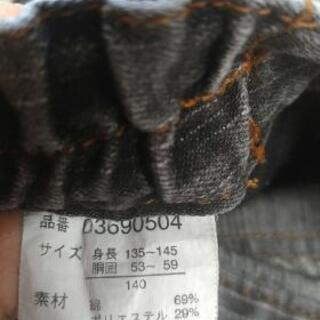 品番 03690504
サイズ 身長 135~145
胴囲 53~ 59
140
素材 綿 69%
ポリエステル 29%